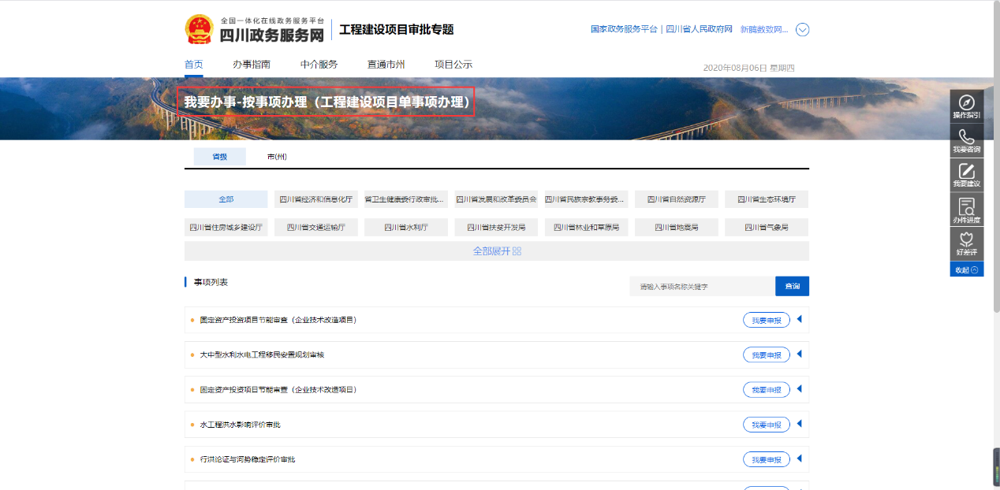 全国一体化在线政务服务平台
四川政务服务网 工程建设项目审批专题
国家政务服务平台 | 四川省人民政府网 新腾数致网...
首页 办事指南 中介服务 直通市州 项目公示
2020年08月06日 星期四
我要办事-按事项办理（工程建设项目单事项办理）
操作指引
我要咨询
我要建议
办件进度
好差评
收起
省级 市(州)
全部 四川省经济和信息化厅 省卫生健康委行政审批... 四川省发展和改革委员会 四川省民族宗教事务委... 四川省自然资源厅 四川省生态环境厅
四川省住房城乡建设厅 四川省交通运输厅 四川省水利厅 四川省扶贫开发局 四川省林业和草原局 四川省地震局 四川省气象局
全部展开
事项列表 请输入事项名称关键字 查询
固定资产投资项目节能审查（企业技术改造项目） 我要申报
大中型水利水电工程移民安置规划审核 我要申报
固定资产投资项目节能审查（企业技术改造项目） 我要申报
水工程洪水影响评价审批 我要申报
行洪论证与河势稳定评价审批 我要申报